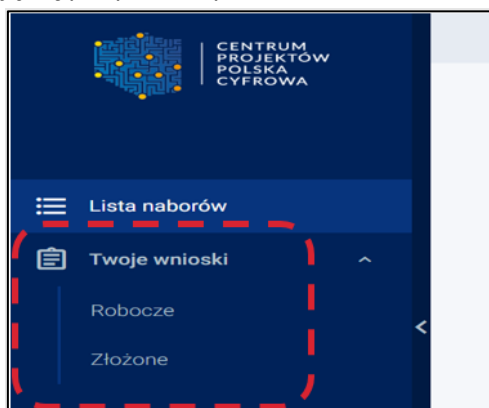 CENTRUM
PROJEKTÓW
POLSKA
CYFROWA
Lista naborów
Twoje wnioski
Robocze
Złożone